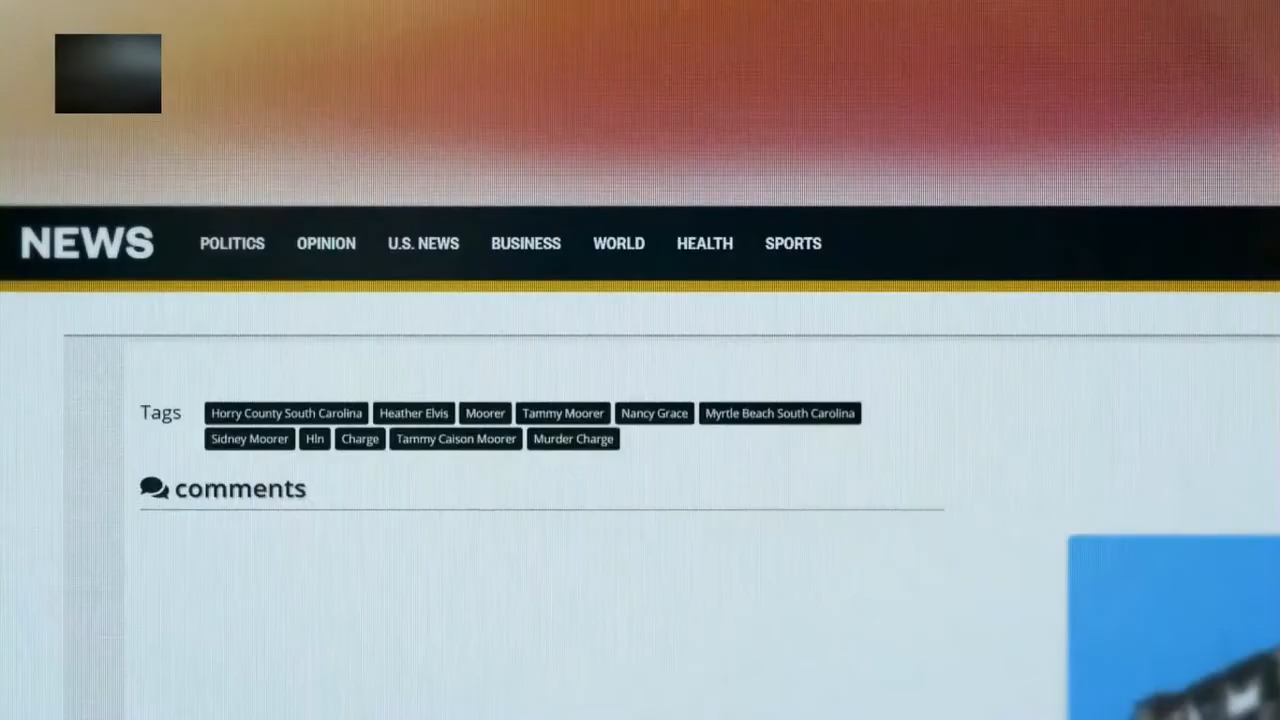 NEWS POLITICS OPINION U.S. NEWS BUSINESS WORLD HEALTH SPORTS
Tags Horry County South Carolina Heather Elvis Moorer Tammy Moorer Nancy Grace Myrtle Beach South Carolina
Sidney Moorer Hln Charge Tammy Caison Moorer Murder Charge
comments